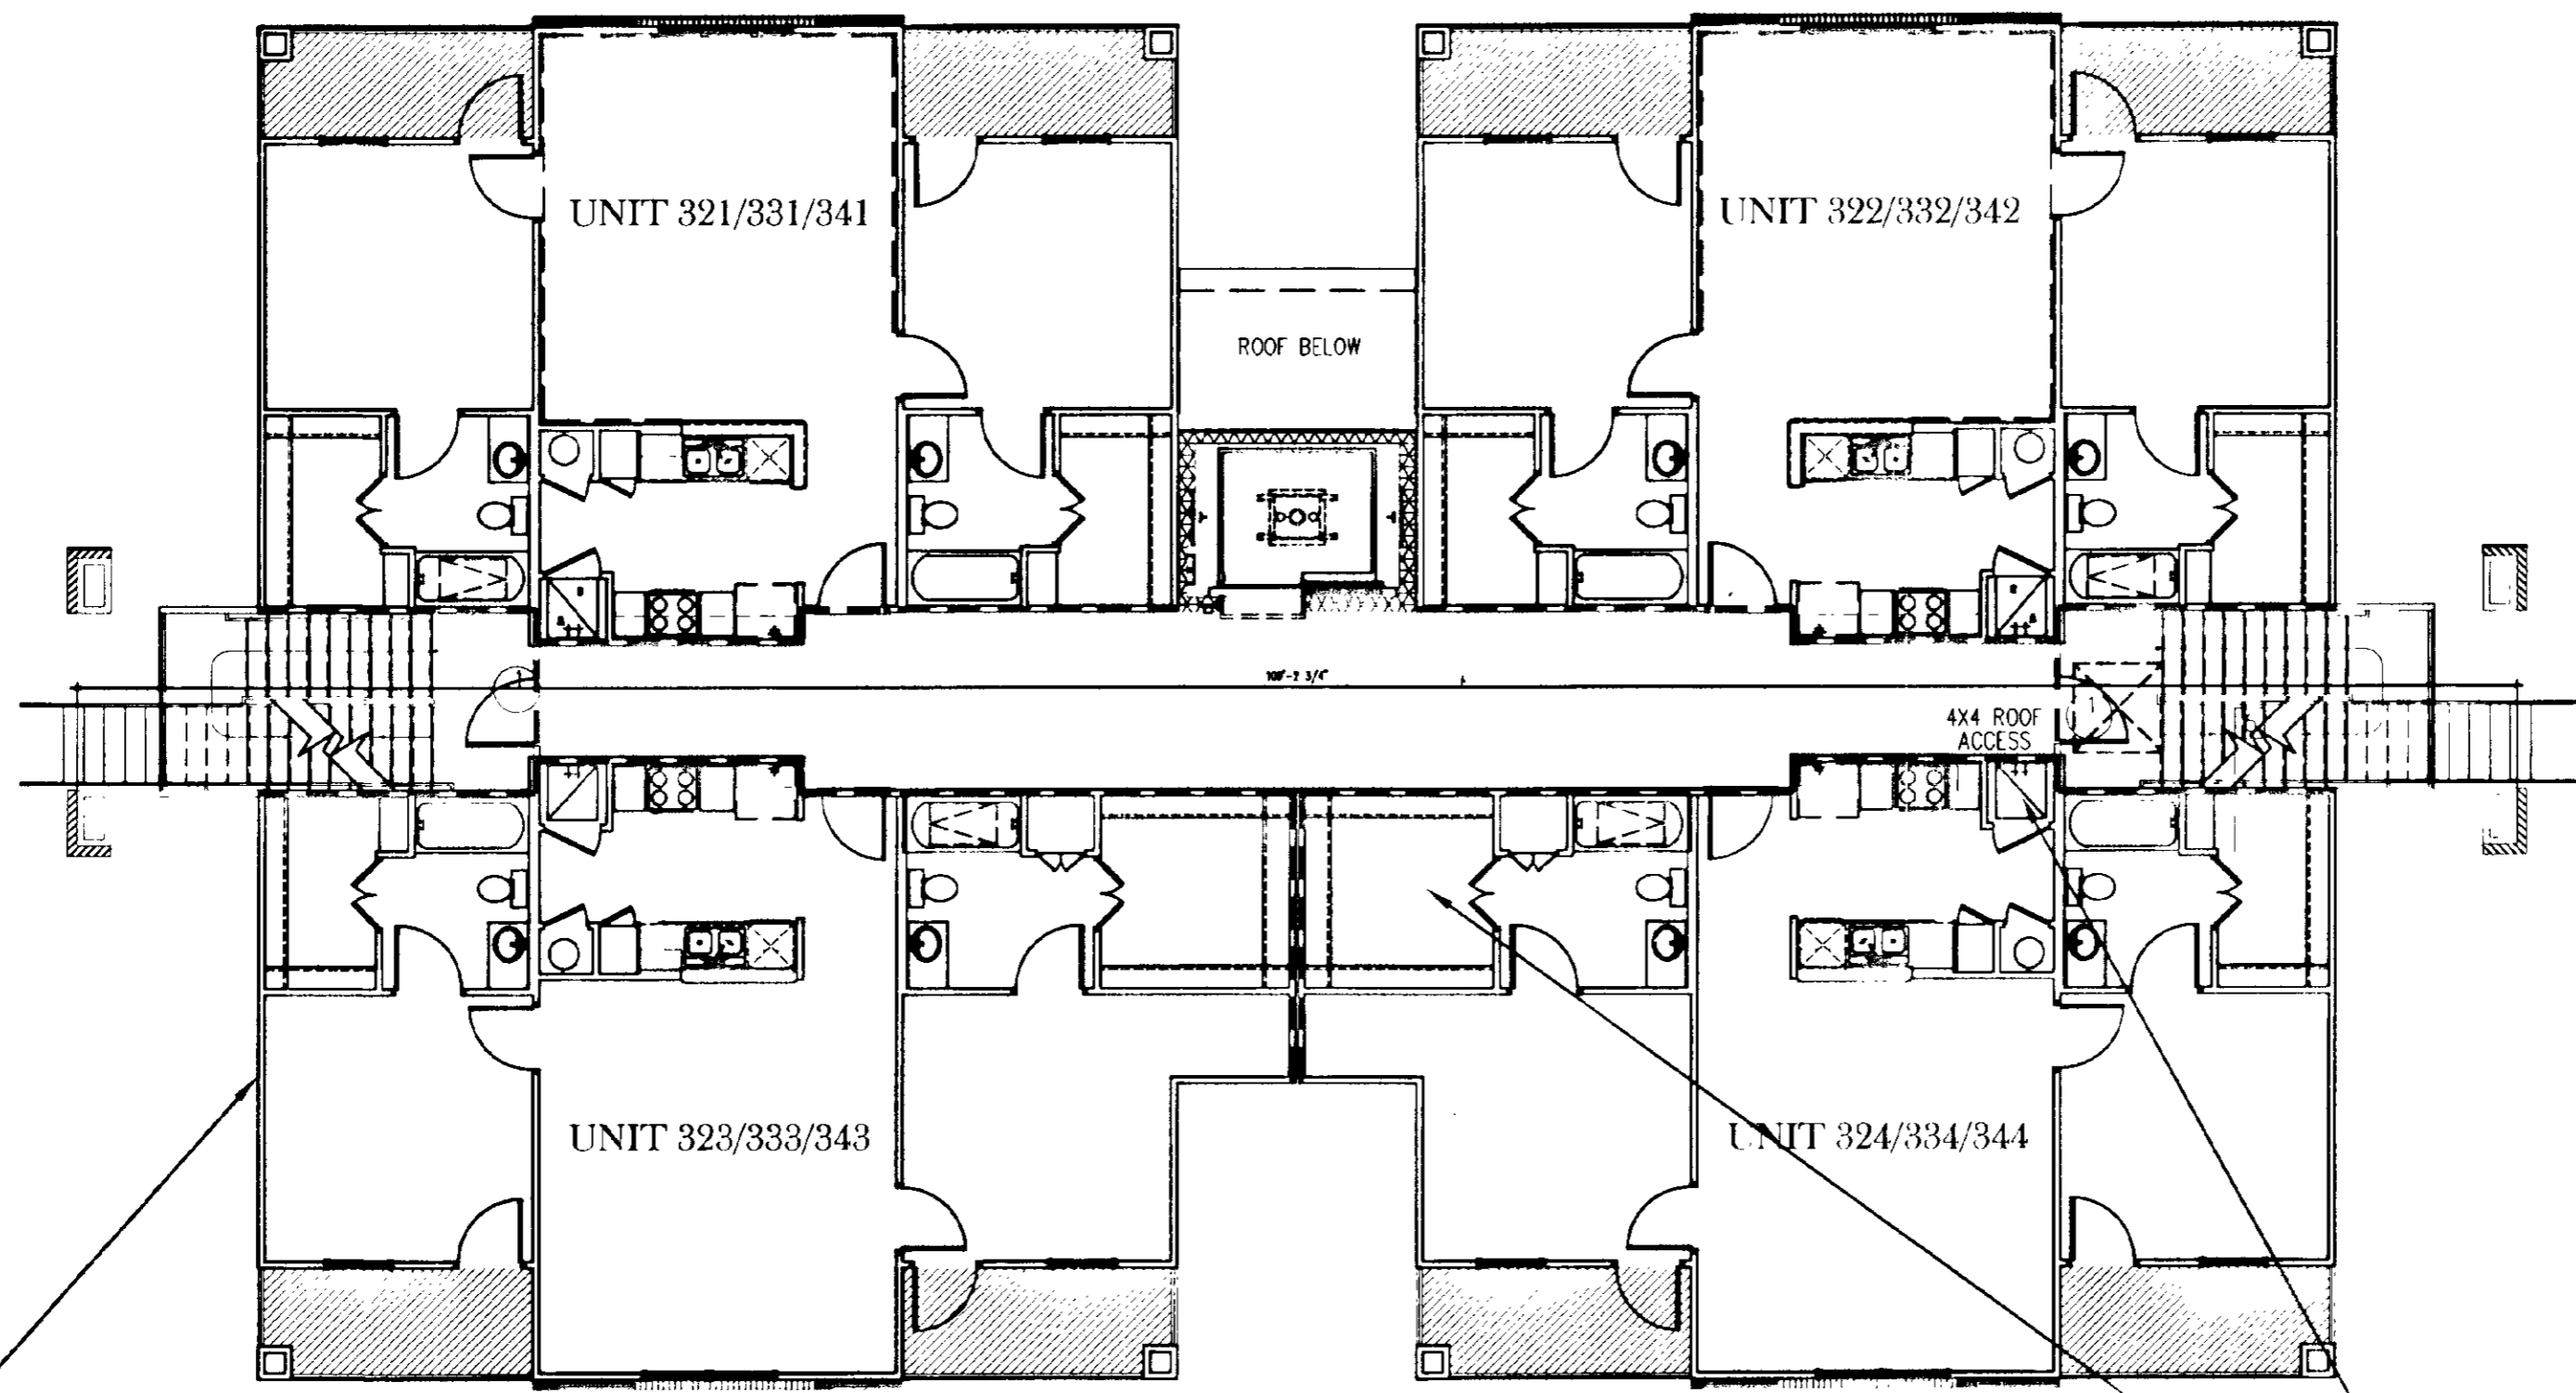 UNIT 321/331/341
UNIT 322/332/342
ROOF BELOW
4X4 ROOF
ACCESS
1
UNIT 323/333/343
UNIT 324/334/344